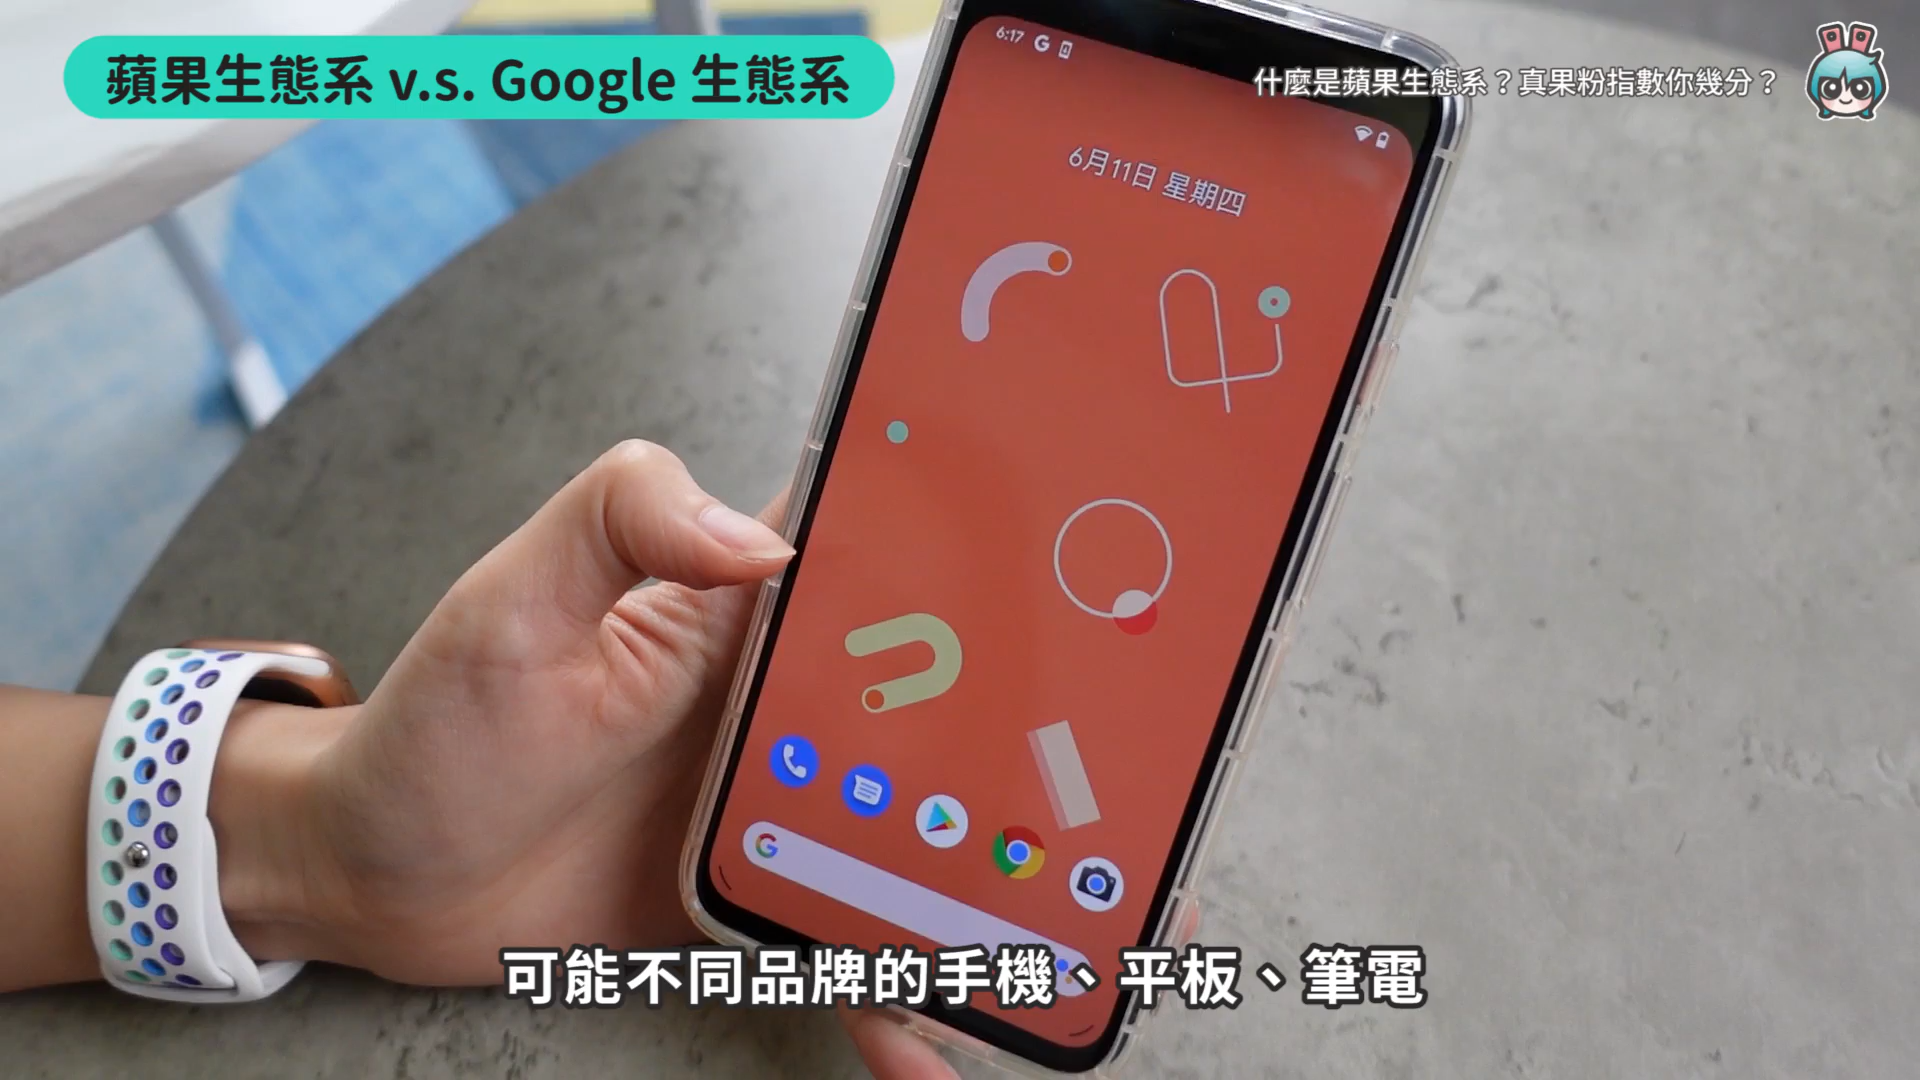 蘋果生態系 v.s. Google 生態系
什麼是蘋果生態系？真果粉指數你幾分？
6:17 G
6月11日 星期四
G
可能不同品牌的手機、平板、筆電